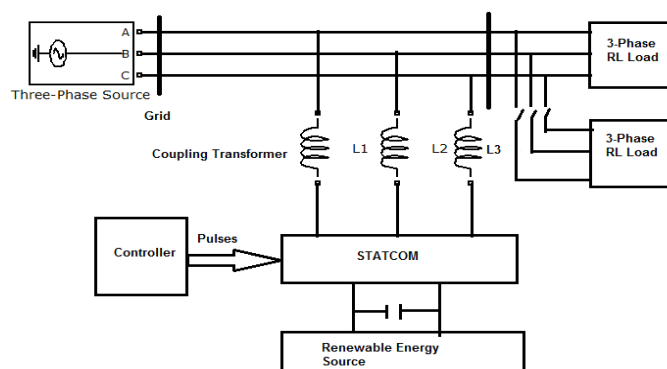 A
B
C
Three-Phase Source
Grid
3-Phase
RL Load
3-Phase
RL Load
Coupling Transformer
L1
L2
L3
Controller
Pulses
STATCOM
Renewable Energy
Source